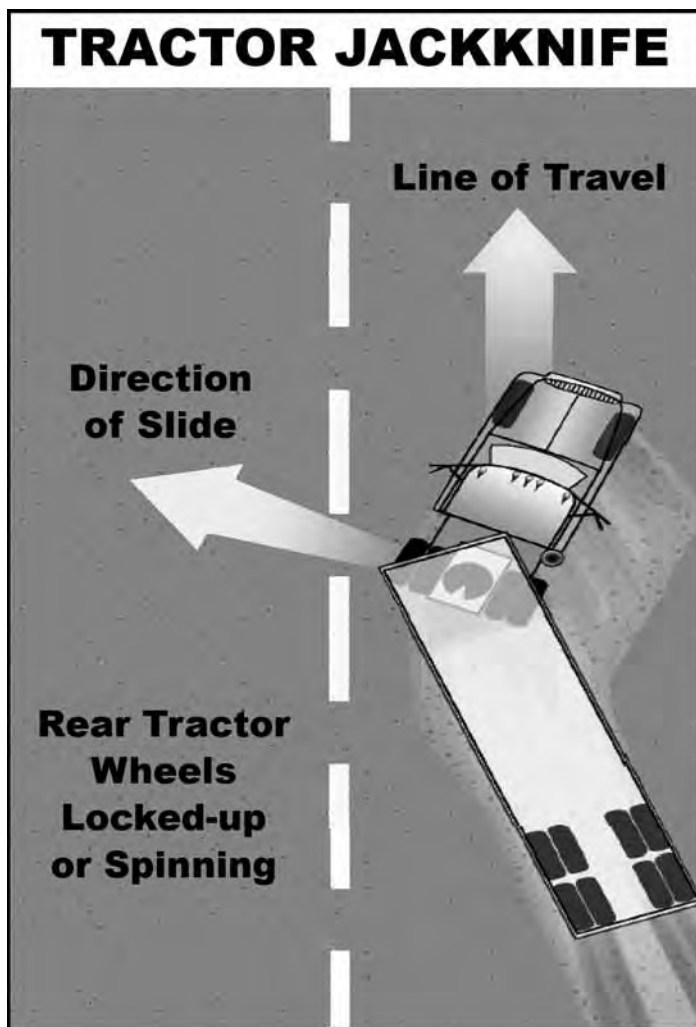 TRACTOR JACKKNIFE
Line of Travel
Direction
of Slide
Rear Tractor
Wheels
Locked-up
or Spinning